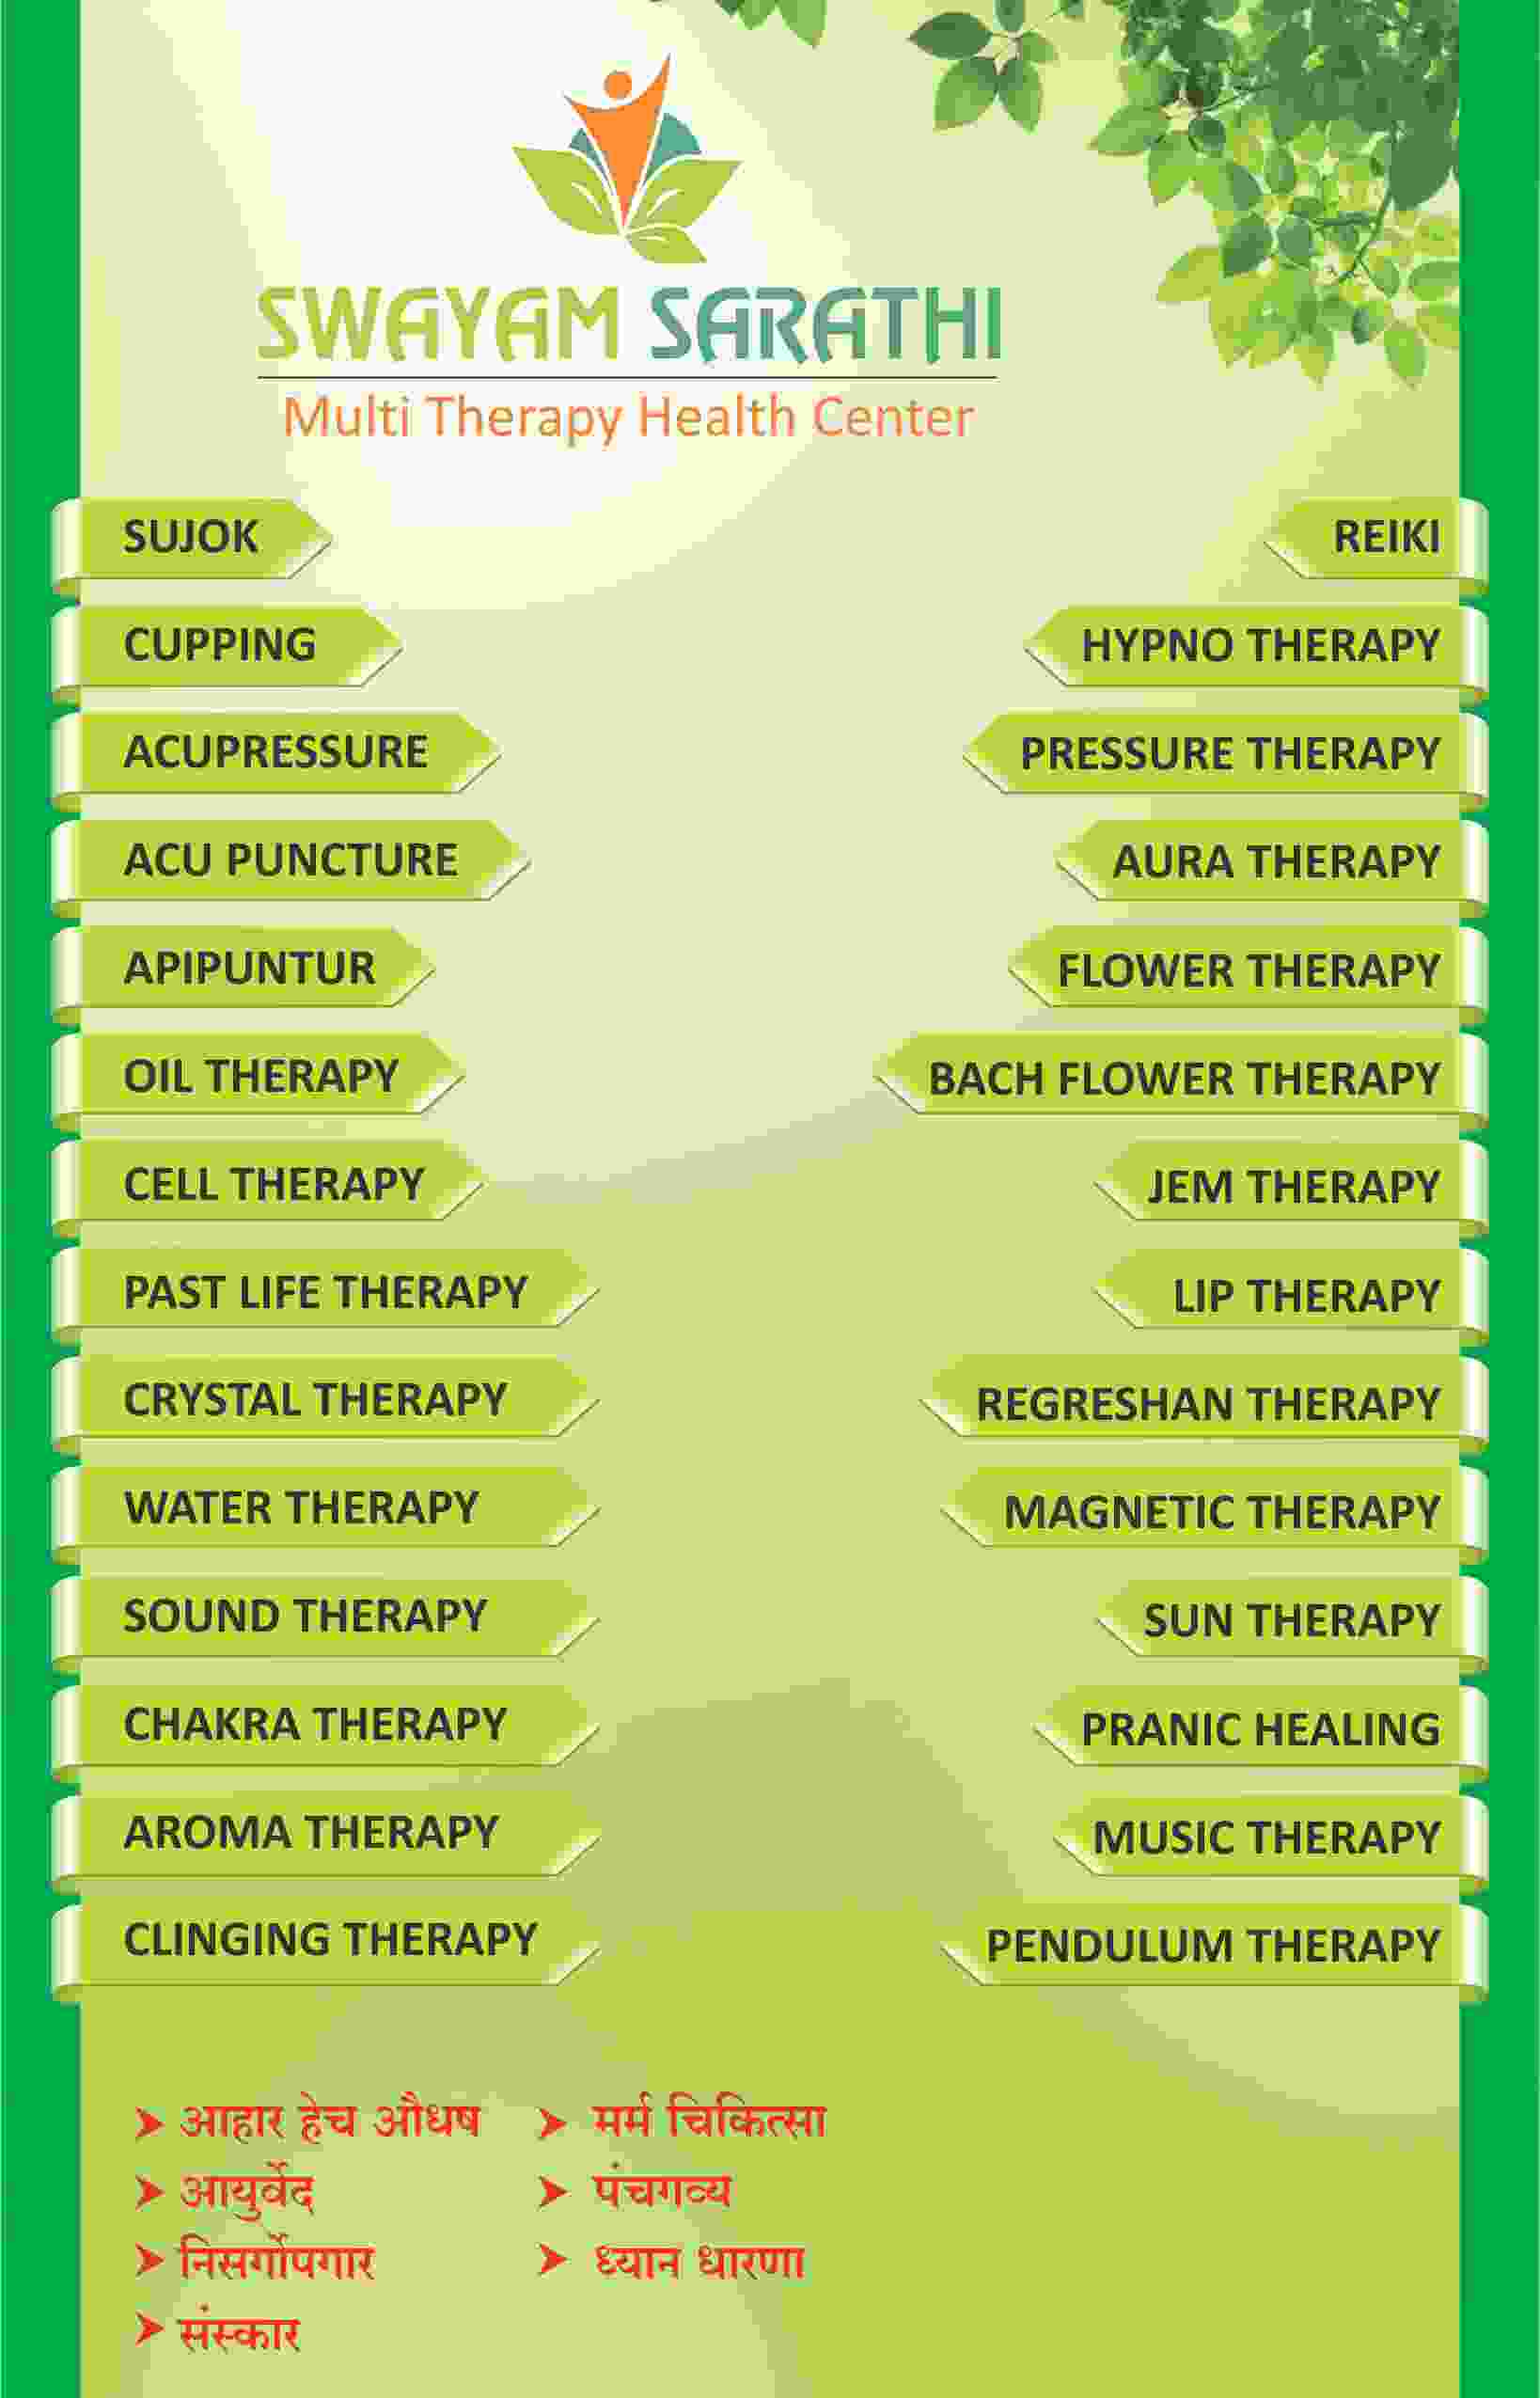 SWAYAM SARATHI
Multi Therapy Health Center
SUJOK
CUPPING
ACUPRESSURE
ACU PUNCTURE
APIPUNTUR
OIL THERAPY
CELL THERAPY
PAST LIFE THERAPY
CRYSTAL THERAPY
WATER THERAPY
SOUND THERAPY
CHAKRA THERAPY
AROMA THERAPY
CLINGING THERAPY
REIKI
HYPNO THERAPY
PRESSURE THERAPY
AURA THERAPY
FLOWER THERAPY
BACH FLOWER THERAPY
JEM THERAPY
LIP THERAPY
REGRESHAN THERAPY
MAGNETIC THERAPY
SUN THERAPY
PRANIC HEALING
MUSIC THERAPY
PENDULUM THERAPY
आहार हेच औधष
आयुर्वेद
निसर्गोपगार
संस्कार
मर्म चिकित्सा
पंचगव्य
ध्यान धारणा